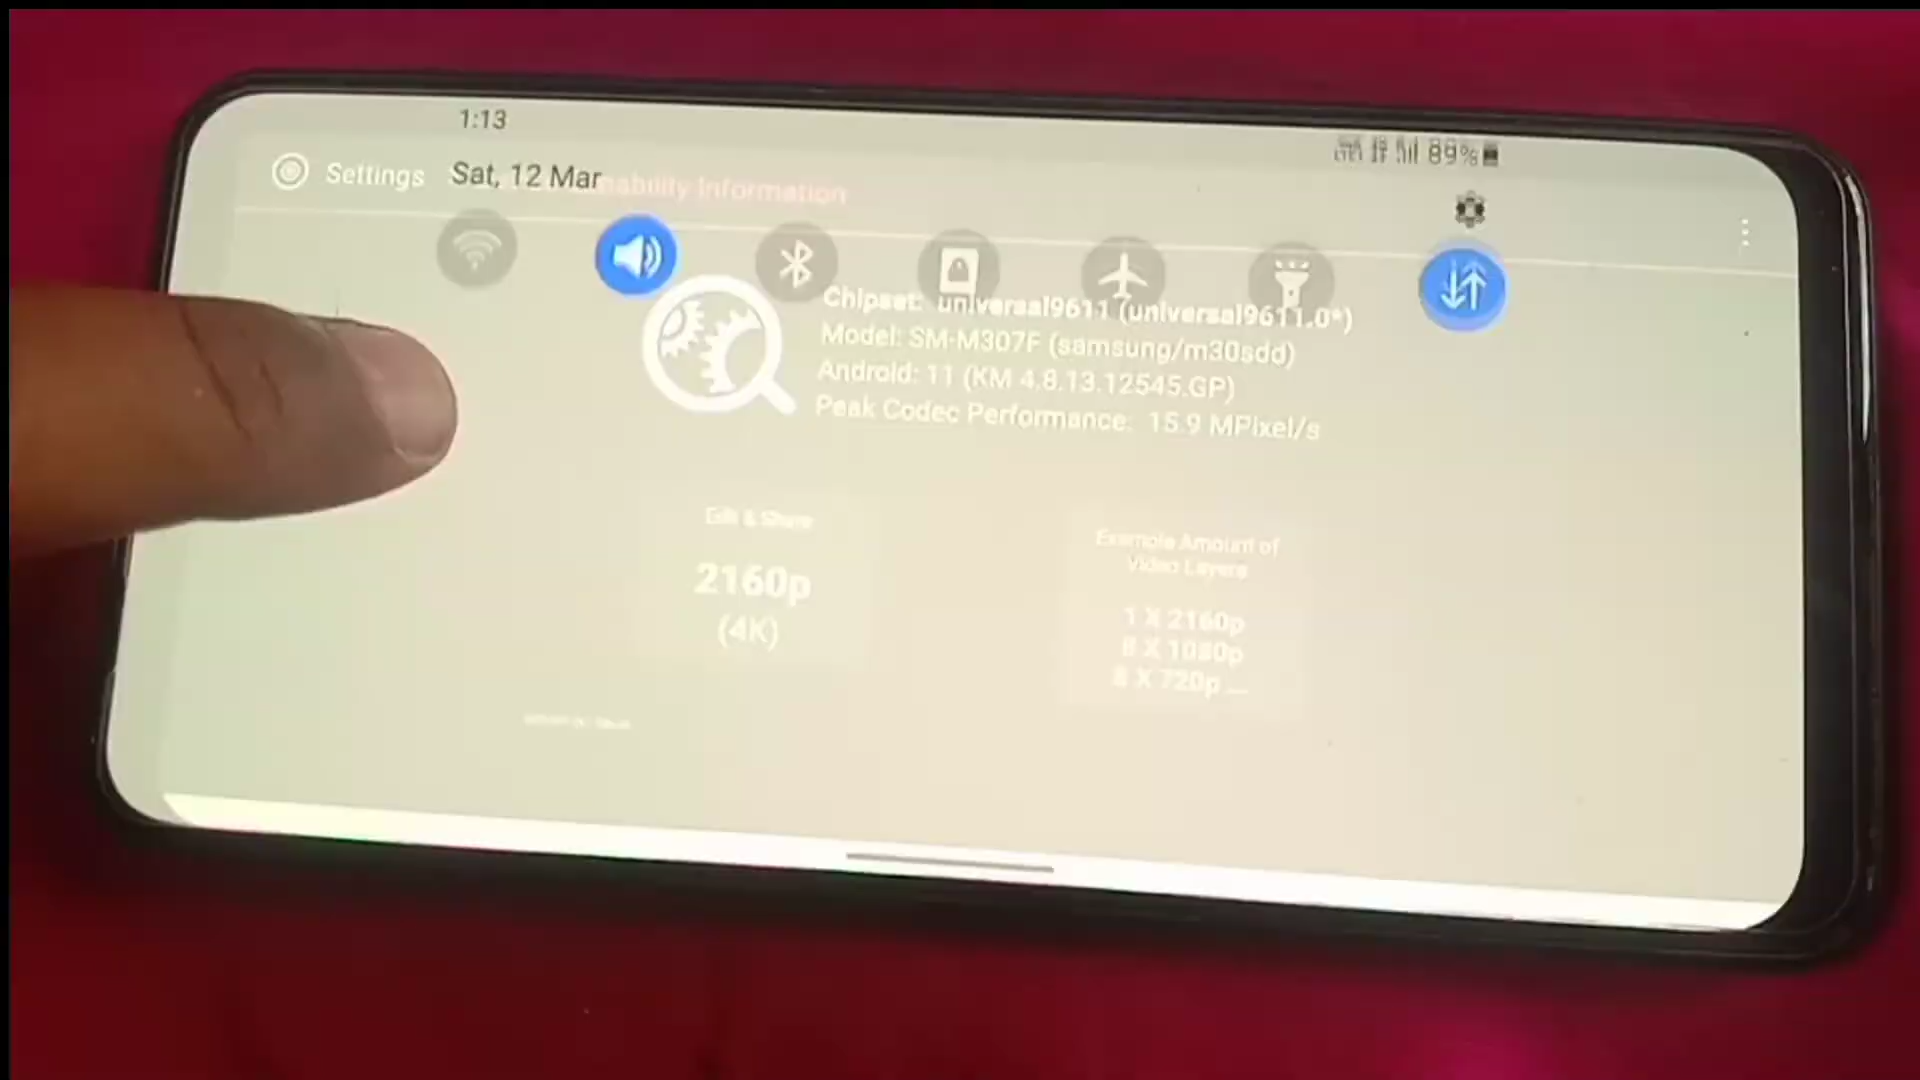 1:13
89%
Settings
Sat, 12 Mar
ability Information
Chipset: universal9611 (universal9611.0*)
Model: SM-M307F (samsung/m30sdd)
Android: 11 (KM 4.8.13.12545.GP)
Peak Codec Performance: 15.9 MPixel/s
Edit & Share
2160p
(4K)
Example Amount of
Video Layers
1 X 2160p
8 X 1080p
8 X 720p